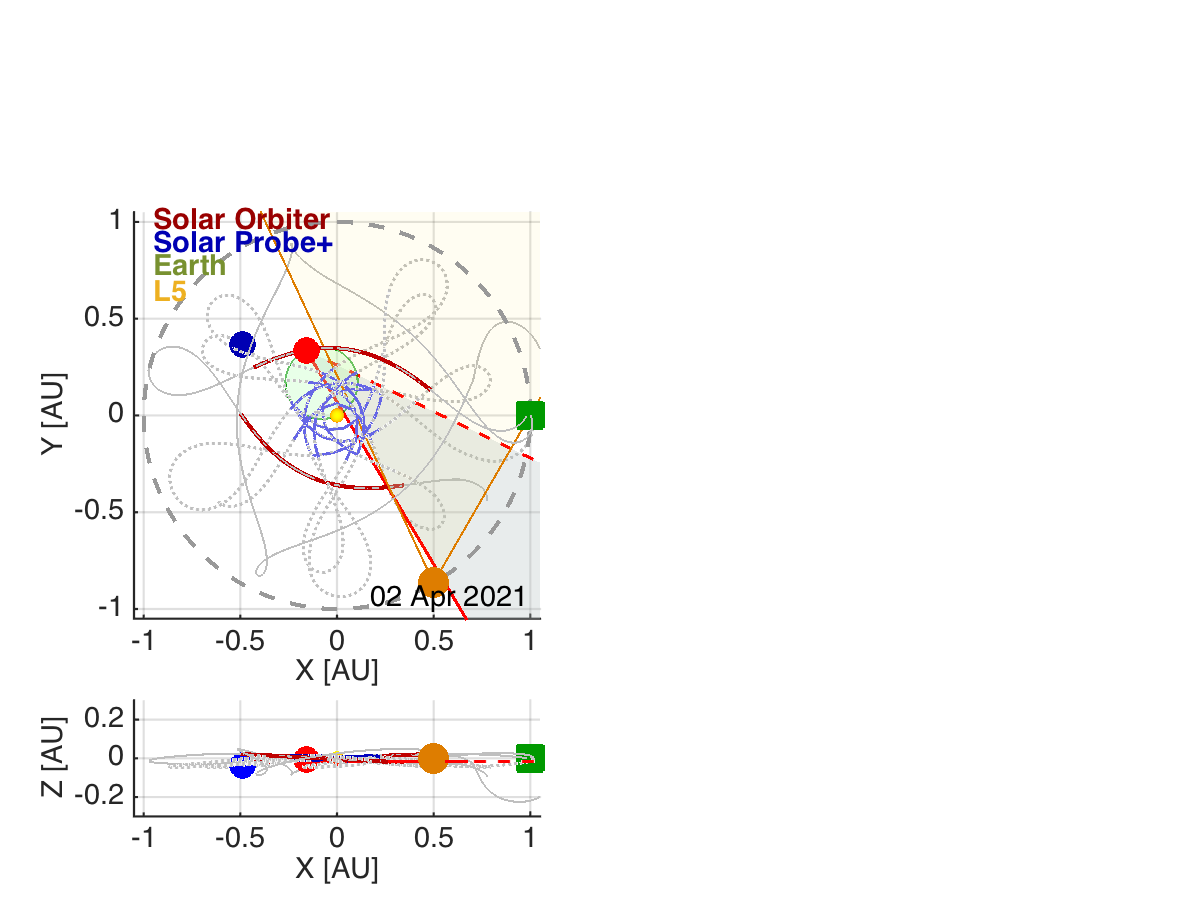 Solar Orbiter
Solar Probe+
Earth
L5
1
0.5
0
-0.5
-1
Y [AU]
02 Apr 2021
-1 -0.5 0 0.5 1
X [AU]
0.2
0
-0.2
Z [AU]
-1 -0.5 0 0.5 1
X [AU]